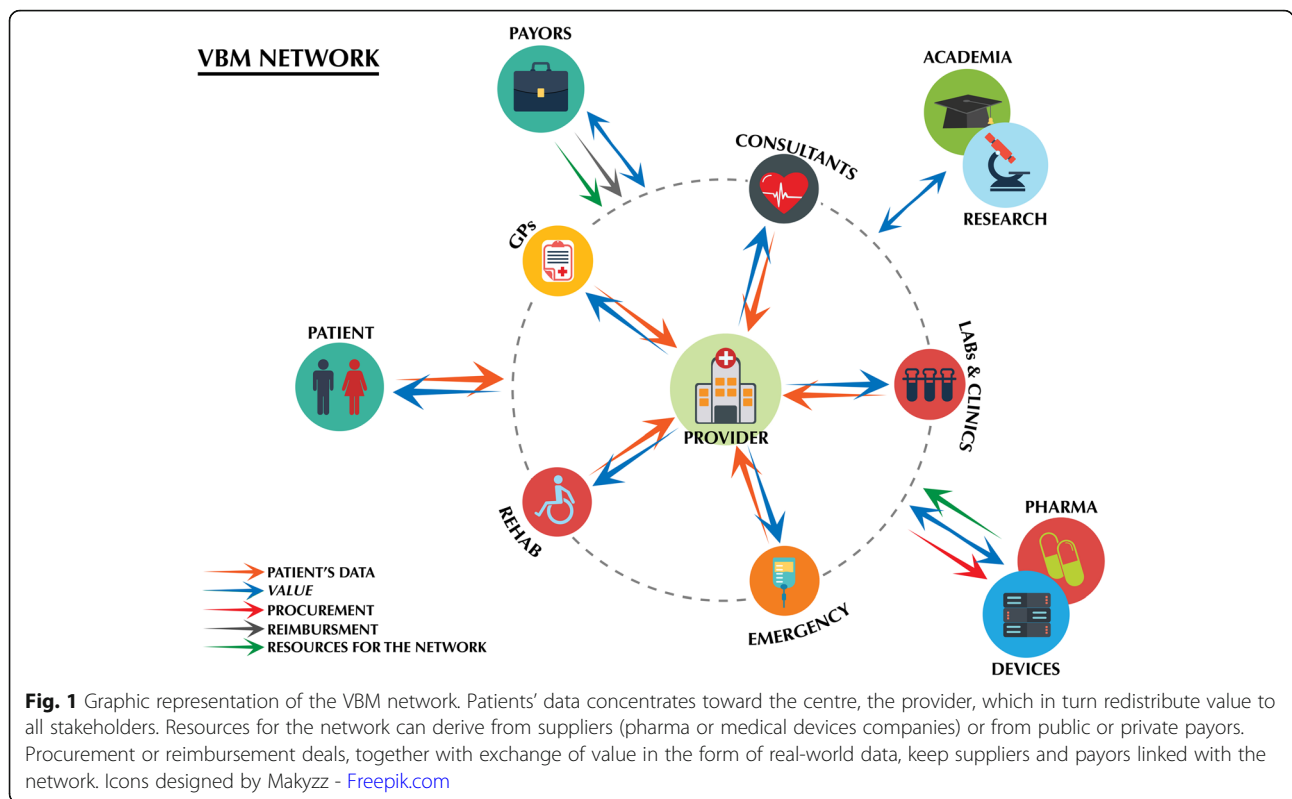 VBM NETWORK
PAYORS
ACADEMIA
RESEARCH
CONSULTANTS
GPs
PATIENT
PROVIDER
LABs & CLINICS
REHAB
EMERGENCY
PHARMA
DEVICES
PATIENT'S DATA
VALUE
PROCUREMENT
REIMBURSMENT
RESOURCES FOR THE NETWORK
Fig. 1 Graphic representation of the VBM network. Patients' data concentrates toward the centre, the provider, which in turn redistribute value to
all stakeholders. Resources for the network can derive from suppliers (pharma or medical devices companies) or from public or private payors.
Procurement or reimbursement deals, together with exchange of value in the form of real-world data, keep suppliers and payors linked with the
network. Icons designed by Makyzz - Freepik.com